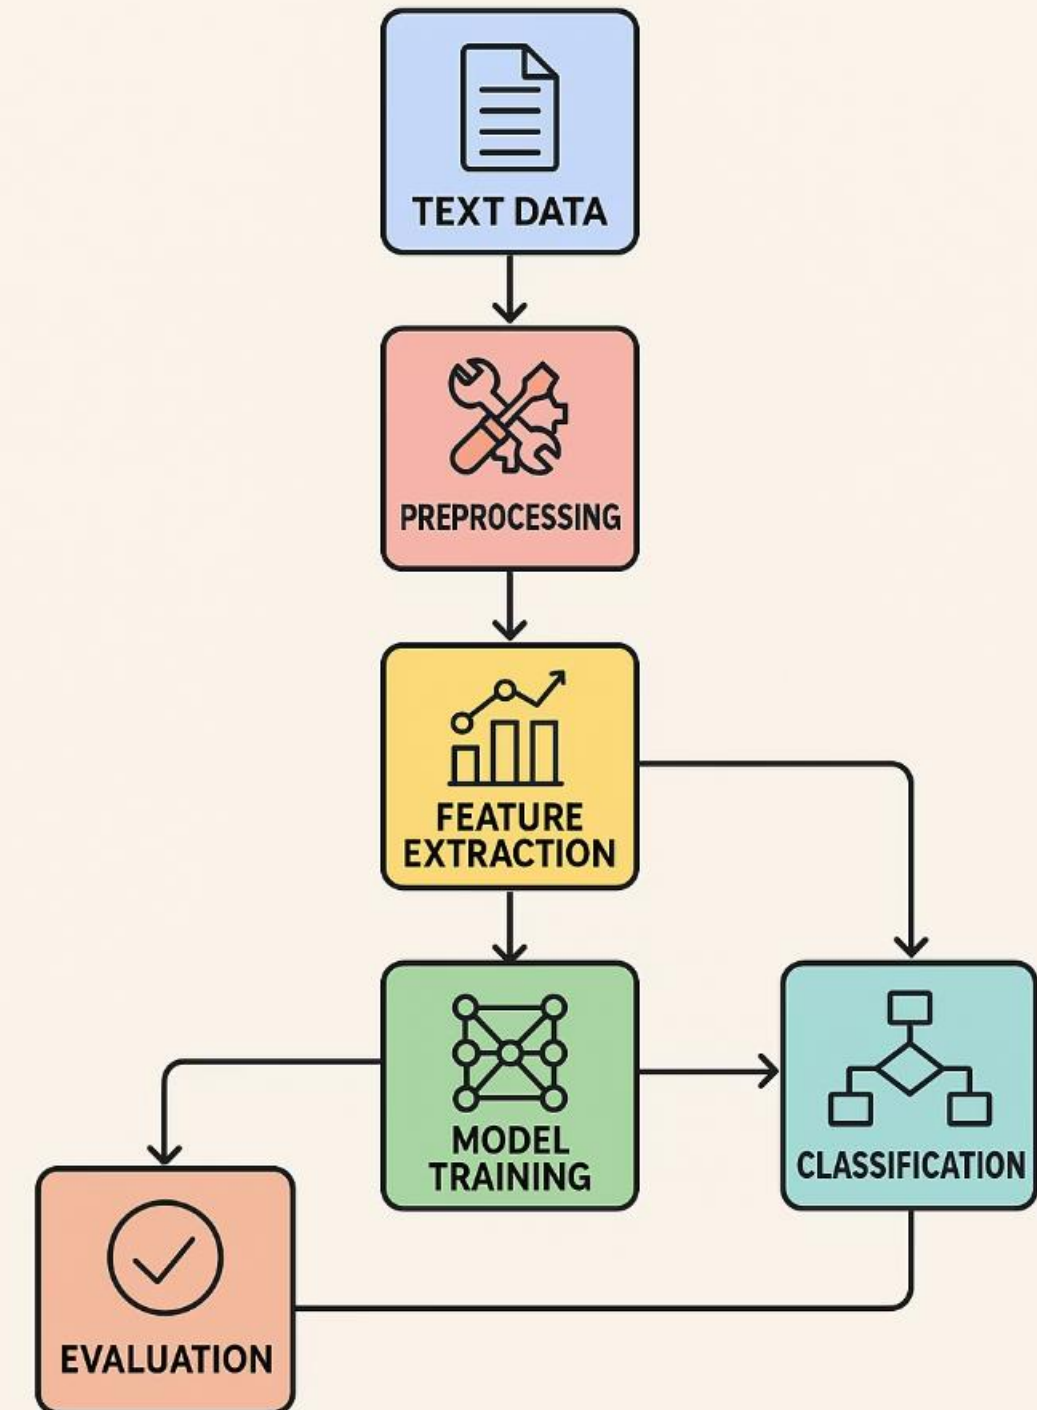 TEXT DATA
PREPROCESSING
FEATURE
EXTRACTION
MODEL
TRAINING
CLASSIFICATION
EVALUATION